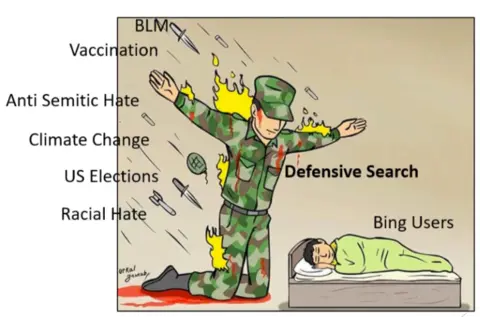 BLM
Vaccination
Anti Semitic Hate
Climate Change
US Elections
Racial Hate
Defensive Search
Bing Users